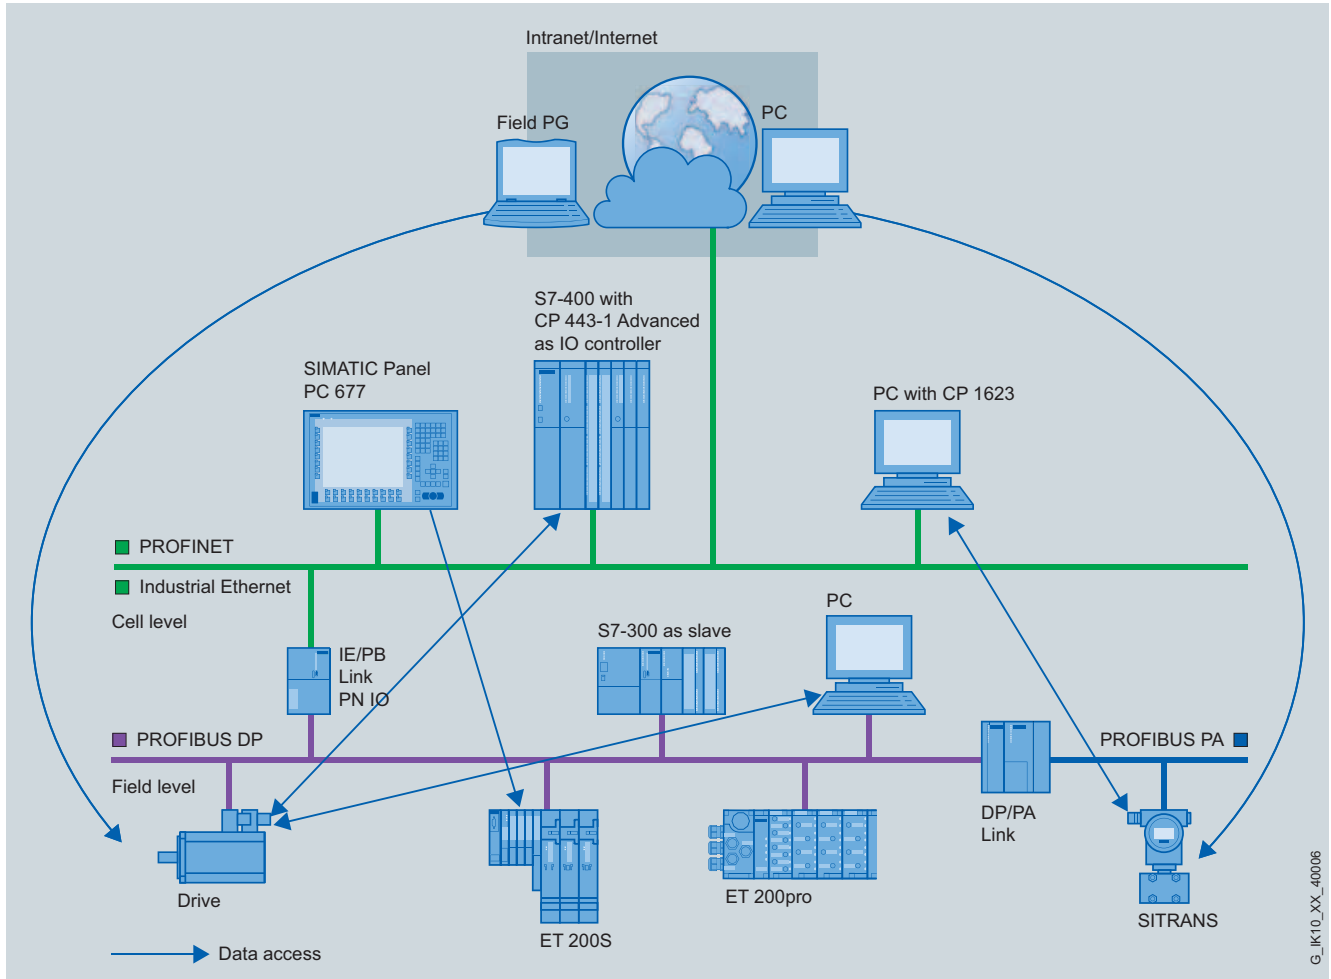 Intranet/Internet
Field PG
PC
S7-400 with
CP 443-1 Advanced
as IO controller
SIMATIC Panel
PC 677
PC with CP 1623
PROFINET
Industrial Ethernet
Cell level
IE/PB
Link
PN IO
S7-300 as slave
PC
PROFIBUS DP
PROFIBUS PA
Field level
DP/PA
Link
Drive
ET 200S
ET 200pro
SITRANS
Data access
G_IK10_XX_40006